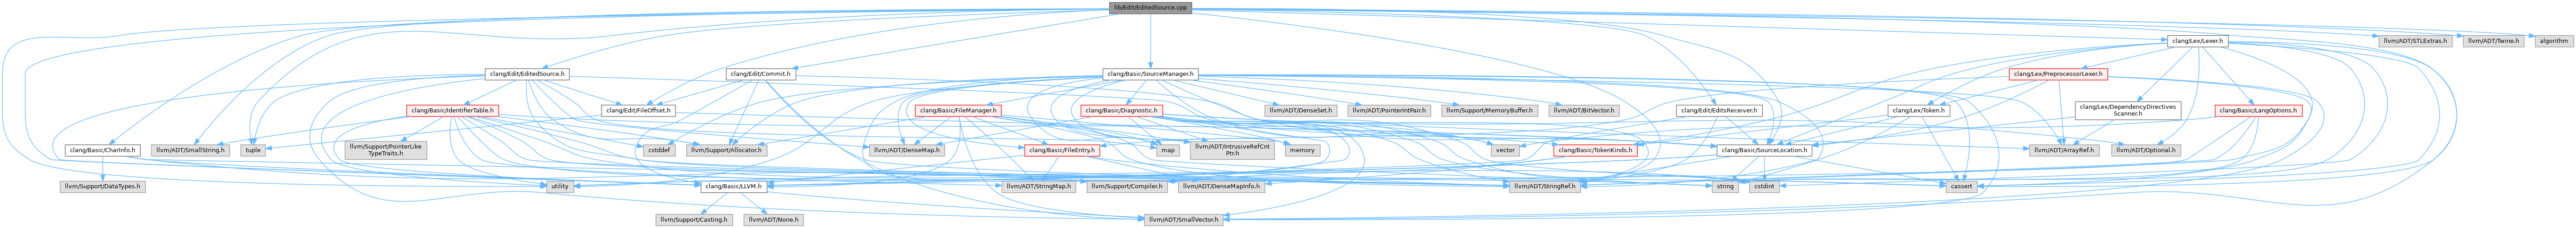 lib/Edit/EditedSource.cpp
clang/Lex/Lexer.h
llvm/ADT/STLExtras.h
llvm/ADT/Twine.h
algorithm
clang/Edit/EditedSource.h
clang/Edit/Commit.h
clang/Basic/SourceManager.h
clang/Lex/PreprocessorLexer.h
clang/Basic/IdentifierTable.h
clang/Edit/FileOffset.h
clang/Basic/FileManager.h
clang/Basic/Diagnostic.h
llvm/ADT/DenseSet.h
llvm/ADT/PointerIntPair.h
llvm/Support/MemoryBuffer.h
llvm/ADT/BitVector.h
clang/Edit/EditsReceiver.h
clang/Lex/Token.h
clang/Lex/DependencyDirectives
Scanner.h
clang/Basic/LangOptions.h
clang/Basic/CharInfo.h
llvm/ADT/SmallString.h
tuple
llvm/Support/PointerLike
TypeTraits.h
cstddef
llvm/Support/Allocator.h
llvm/ADT/DenseMap.h
clang/Basic/FileEntry.h
map
llvm/ADT/IntrusiveRefCnt
Ptr.h
memory
vector
clang/Basic/TokenKinds.h
clang/Basic/SourceLocation.h
llvm/ADT/ArrayRef.h
llvm/ADT/Optional.h
llvm/Support/DataTypes.h
utility
clang/Basic/LLVM.h
llvm/ADT/StringMap.h
llvm/Support/Compiler.h
llvm/ADT/DenseMapInfo.h
llvm/ADT/StringRef.h
string
cstdint
cassert
llvm/Support/Casting.h
llvm/ADT/None.h
llvm/ADT/SmallVector.h